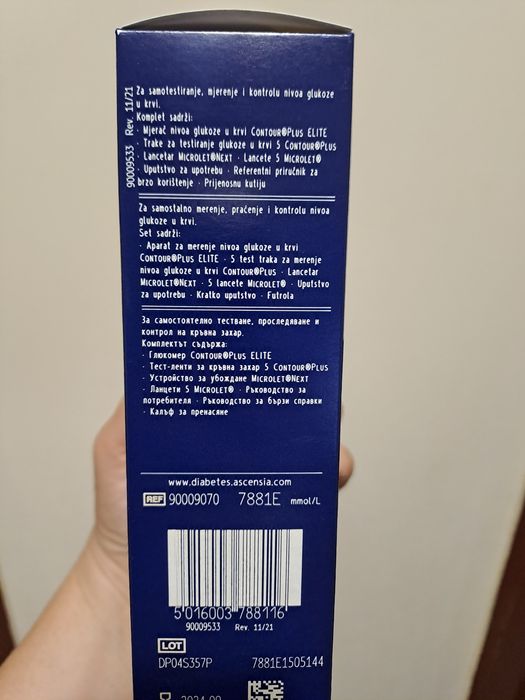 90009533 Rev. 11/21
Za samotestiranje, mjerenje i kontrolu nivoa glukoze
u krvi.
Komplet sadrži:
· Mjerač nivoa glukoze u krvi CONTOUR®PLUS ELITE
· Trake za testiranje glukoze u krvi 5 CONTOUR®PLUS
· Lancetar MICROLET®NEXT · Lancete 5 MICROLET®
· Uputstvo za upotrebu · Referentni priručnik za
brzo korištenje · Prijenosnu kutiju
Za samostalno merenje, praćenje i kontrolu nivoa
glukoze u krvi.
Set sadrži:
· Aparat za merenje nivoa glukoze u krvi
CONTOUR®PLUS ELITE · 5 test traka za merenje
nivoa glukoze u krvi CONTOUR®PLUS · Lancetar
MICROLET®NEXT · 5 lancete MICROLET® · Uputstvo
za upotrebu · Kratko uputstvo · Futrola
За самостоятелно тестване, проследяване и
контрол на кръвна захар.
Комплектът съдържа:
· Глюкомер CONTOUR®PLUS ELITE
· Тест-ленти за кръвна захар 5 CONTOUR®PLUS
· Устройство за убождане MICROLET®NEXT
· Ланцети 5 MICROLET® · Ръководство за
потребителя · Ръководство за бързи справки
· Калъф за пренасяне
www.diabetes.ascensia.com
REF 90009070 7881E mmol/L
5 016003 788116
90009533 Rev. 11/21
LOT
DP04S357P 7881E1505144